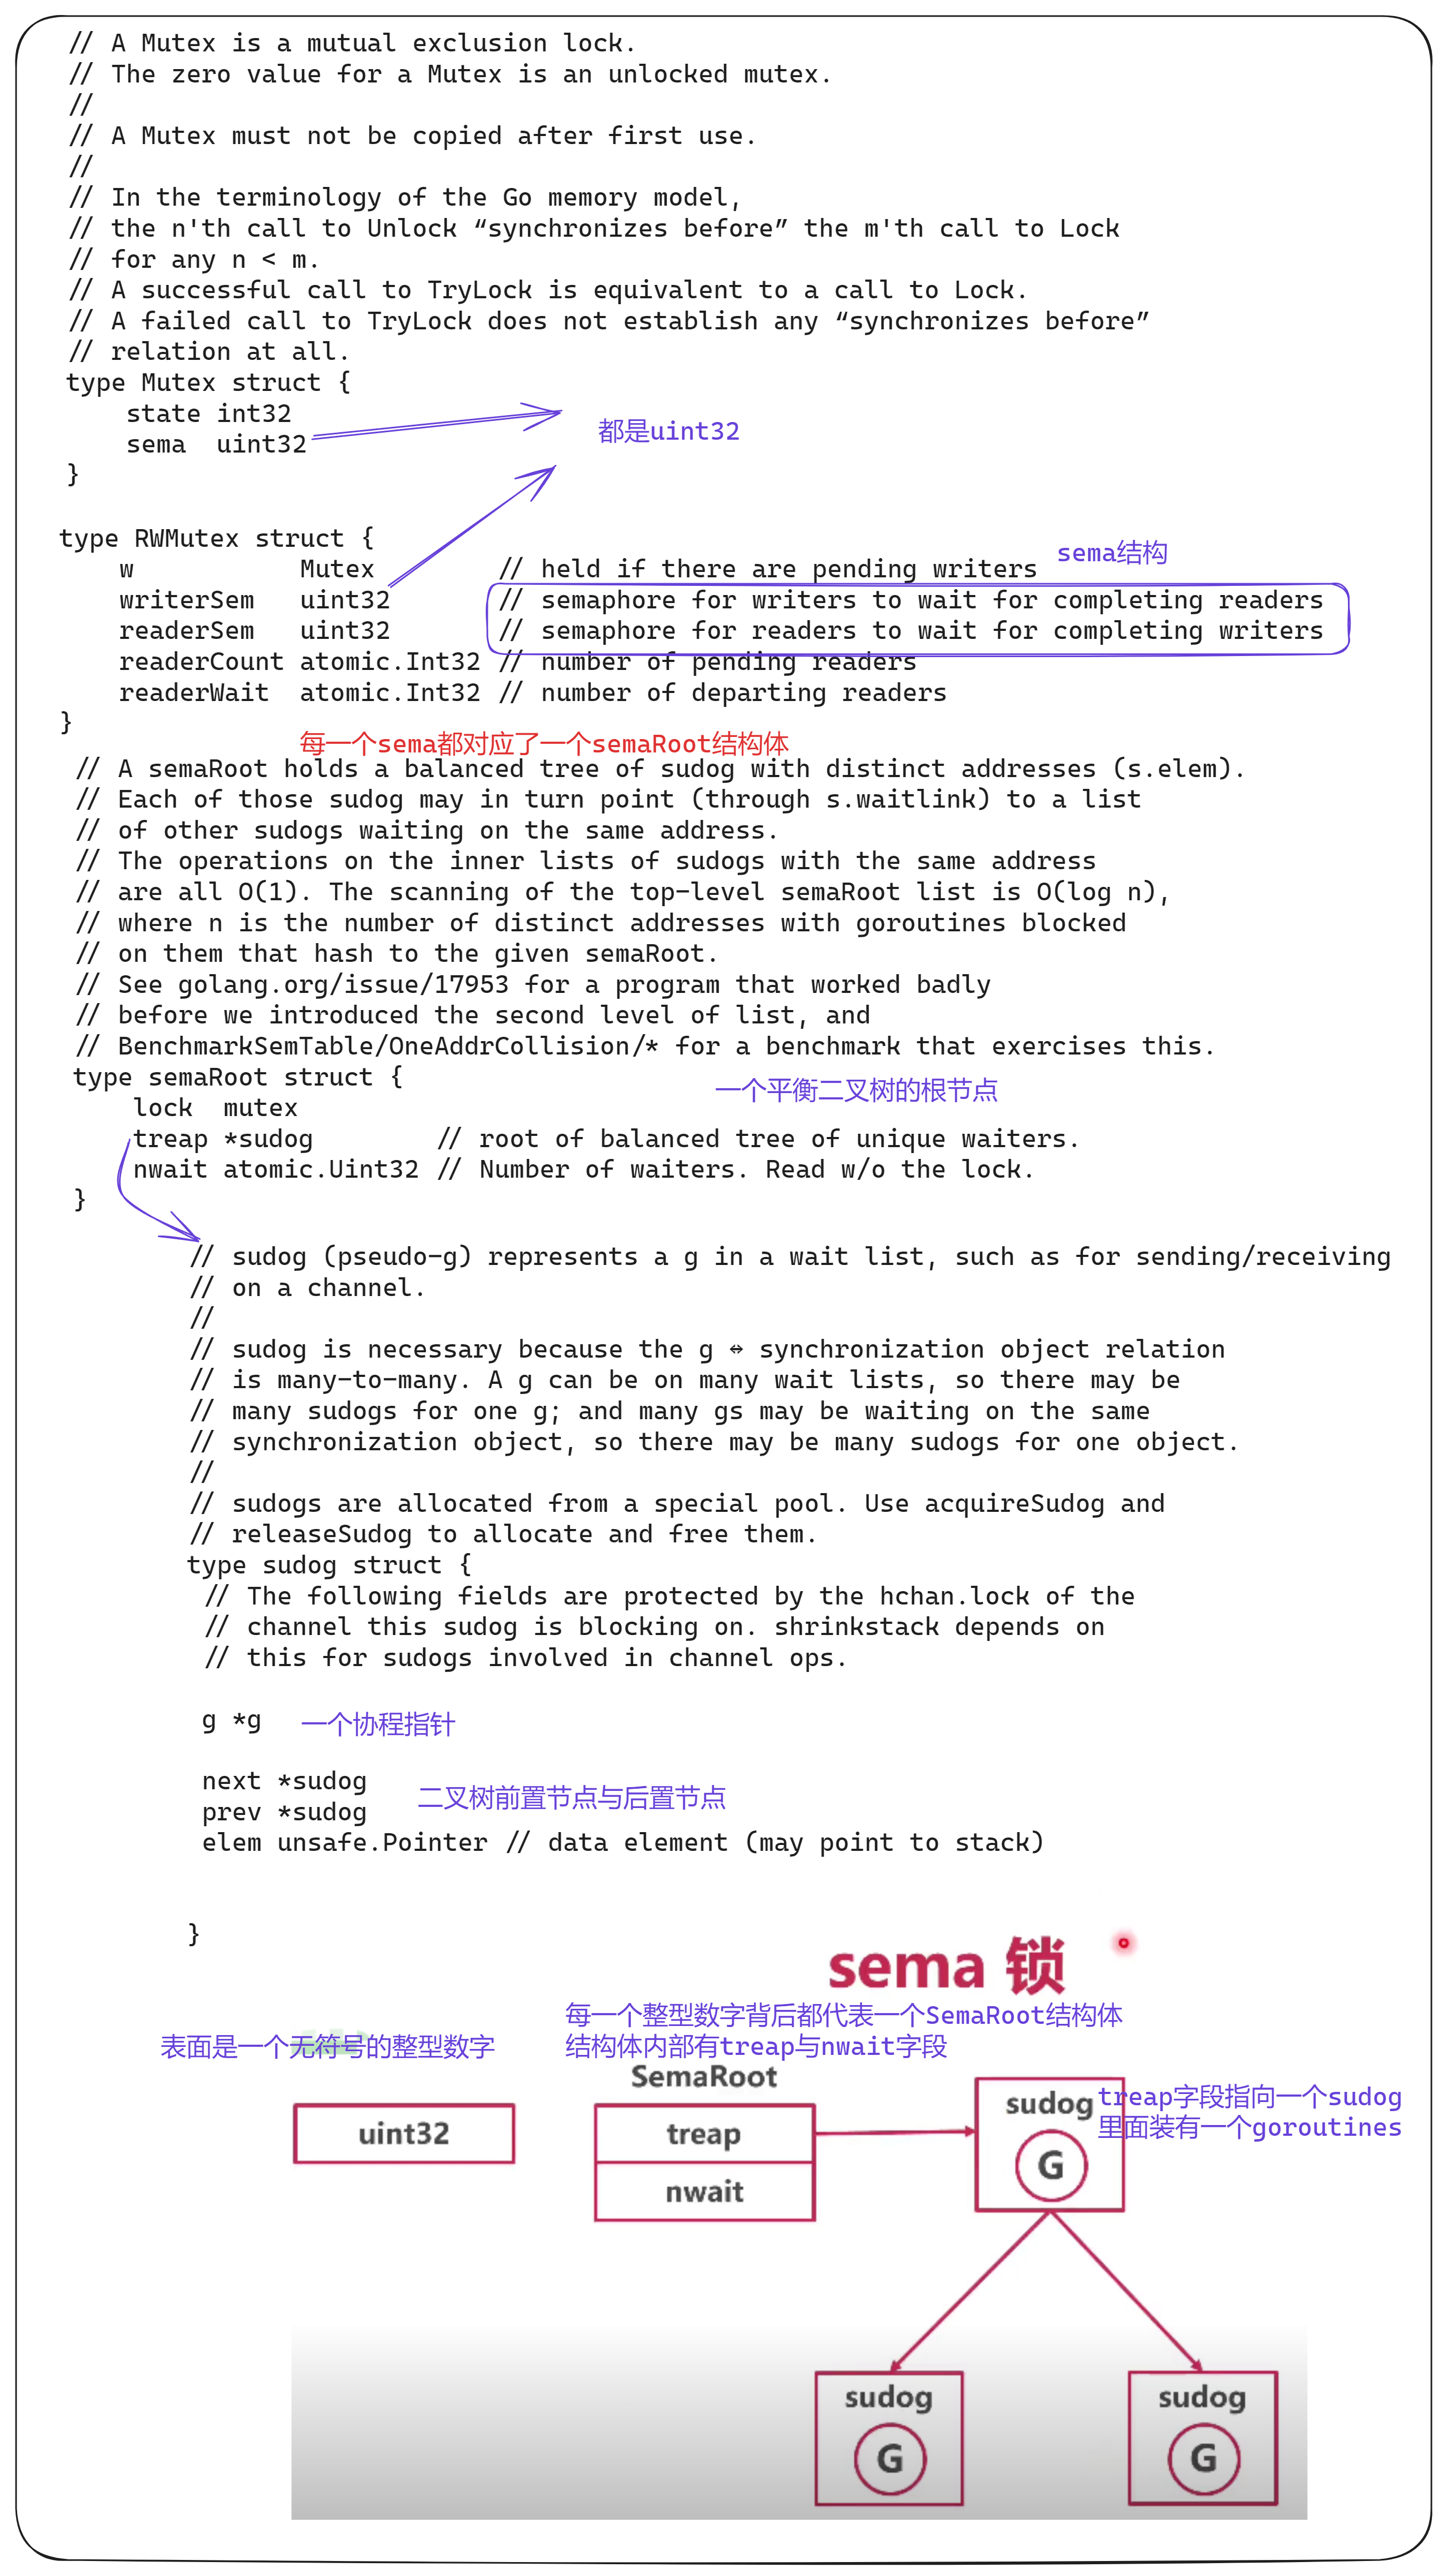 // A Mutex is a mutual exclusion lock.
// The zero value for a Mutex is an unlocked mutex.
//
// A Mutex must not be copied after first use.
//
// In the terminology of the Go memory model,
// the n'th call to Unlock “synchronizes before” the m'th call to Lock
// for any n < m.
// A successful call to TryLock is equivalent to a call to Lock.
// A failed call to TryLock does not establish any “synchronizes before”
// relation at all.
type Mutex struct {
    state int32
    sema  uint32
都是uint32
}
type RWMutex struct {
sema结构
    w           Mutex        // held if there are pending writers
    writerSem   uint32       // semaphore for writers to wait for completing readers
    readerSem   uint32       // semaphore for readers to wait for completing writers
    readerCount atomic.Int32 // number of pending readers
    readerWait  atomic.Int32 // number of departing readers
}
每一个sema都对应了一个semaRoot结构体
// A semaRoot holds a balanced tree of sudog with distinct addresses (s.elem).
// Each of those sudog may in turn point (through s.waitlink) to a list
// of other sudogs waiting on the same address.
// The operations on the inner lists of sudogs with the same address
// are all O(1). The scanning of the top-level semaRoot list is O(log n),
// where n is the number of distinct addresses with goroutines blocked
// on them that hash to the given semaRoot.
// See golang.org/issue/17953 for a program that worked badly
// before we introduced the second level of list, and
// BenchmarkSemTable/OneAddrCollision/* for a benchmark that exercises this.
type semaRoot struct {
一个平衡二叉树的根节点
    lock  mutex
    treap *sudog        // root of balanced tree of unique waiters.
    nwait atomic.Uint32 // Number of waiters. Read w/o the lock.
}
// sudog (pseudo-g) represents a g in a wait list, such as for sending/receiving
// on a channel.
//
// sudog is necessary because the g ↔ synchronization object relation
// is many-to-many. A g can be on many wait lists, so there may be
// many sudogs for one g; and many gs may be waiting on the same
// synchronization object, so there may be many sudogs for one object.
//
// sudogs are allocated from a special pool. Use acquireSudog and
// releaseSudog to allocate and free them.
type sudog struct {
// The following fields are protected by the hchan.lock of the
// channel this sudog is blocking on. shrinkstack depends on
// this for sudogs involved in channel ops.
g *g 一个协程指针
next *sudog
二叉树前置节点与后置节点
prev *sudog
elem unsafe.Pointer // data element (may point to stack)
}
sema 锁
每一个整型数字背后都代表一个SemaRoot结构体
结构体内部有treap与nwait字段
表面是一个无符号的整型数字
SemaRoot
treap字段指向一个sudog
里面装有一个goroutines
uint32
treap
nwait
sudog
G
sudog
G
sudog
G